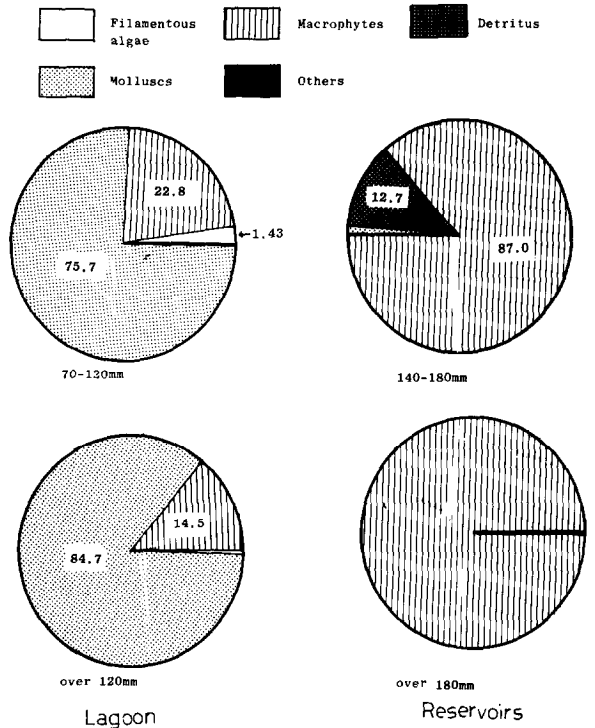 Filamentous algae
Macrophytes
Detritus
Molluscs
Others
22.8
←1.43
75.7
70-120mm
12.7
87.0
140-180mm
14.5
84.7
over 120mm
over 180mm
Lagoon
Reservoirs